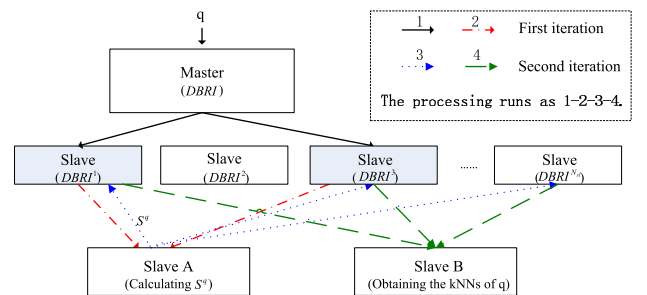 q
Master
(DBRI)
1
2
First iteration
3
4
Second iteration
The processing runs as 1-2-3-4.
Slave
(DBRI¹)
Slave
(DBRI²)
Slave
(DBRI³)
......
Slave
(DBRI^{N_d})
S^q
Slave A
(Calculating S^q)
Slave B
(Obtaining the kNNs of q)